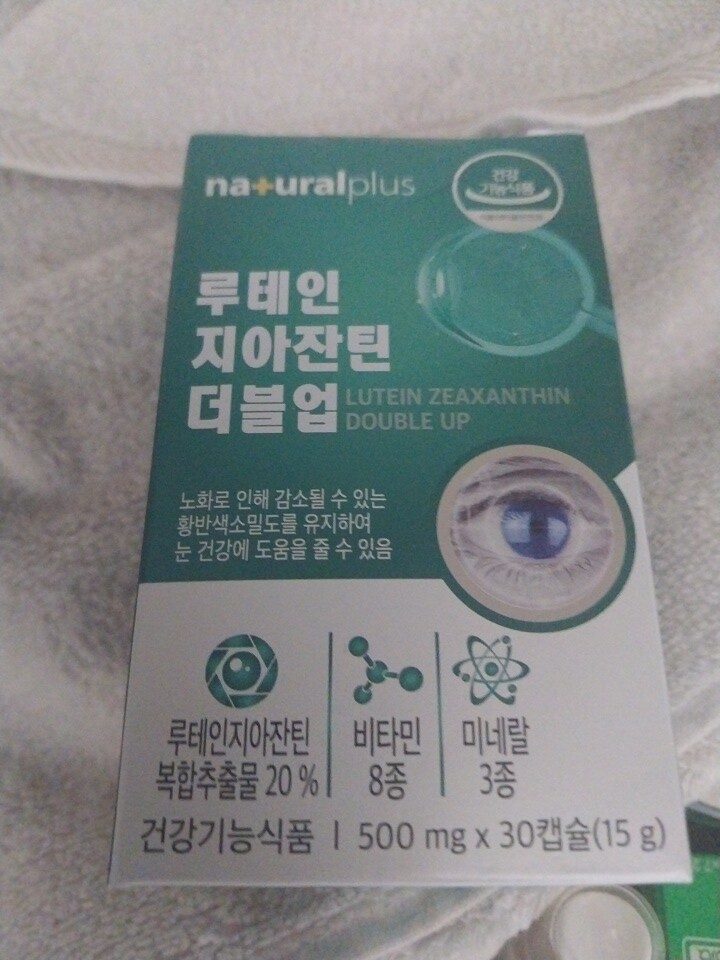 na+uralplus
건강
기능식품
루테인
지아잔틴
더블업
LUTEIN ZEAXANTHIN
DOUBLE UP
노화로 인해 감소될 수 있는
황반색소밀도를 유지하여
눈 건강에 도움을 줄 수 있음
루테인지아잔틴
복합추출물 20 %
비타민
8종
미네랄
3종
건강기능식품 | 500 mg x 30캡슐(15 g)